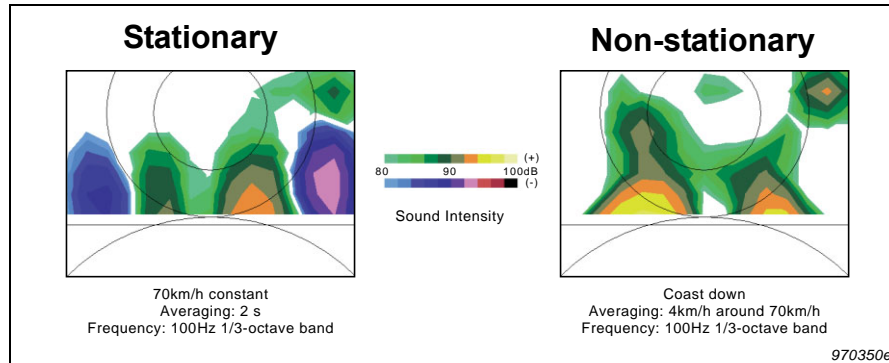 Stationary
Non-stationary
(+)
80 90 100dB
(-)
Sound Intensity
70km/h constant
Averaging: 2 s
Frequency: 100Hz 1/3-octave band
Coast down
Averaging: 4km/h around 70km/h
Frequency: 100Hz 1/3-octave band
970350e